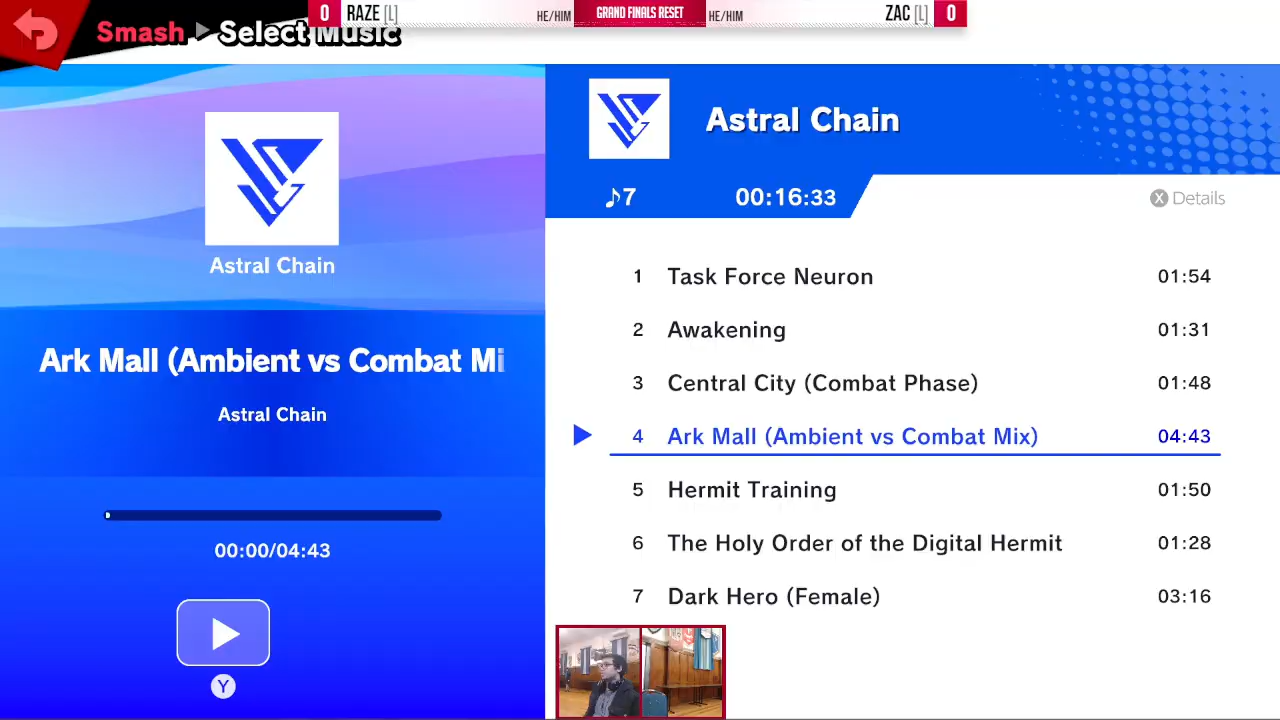 0 RAZE [L] HE/HIM GRAND FINALS RESET HE/HIM ZAC [L] 0
Smash ▶ Select Music
Astral Chain
Ark Mall (Ambient vs Combat Mi
Astral Chain
00:00/04:43
Y
Astral Chain
♪7 00:16:33
X Details
1 Task Force Neuron 01:54
2 Awakening 01:31
3 Central City (Combat Phase) 01:48
4 Ark Mall (Ambient vs Combat Mix) 04:43
5 Hermit Training 01:50
6 The Holy Order of the Digital Hermit 01:28
7 Dark Hero (Female) 03:16